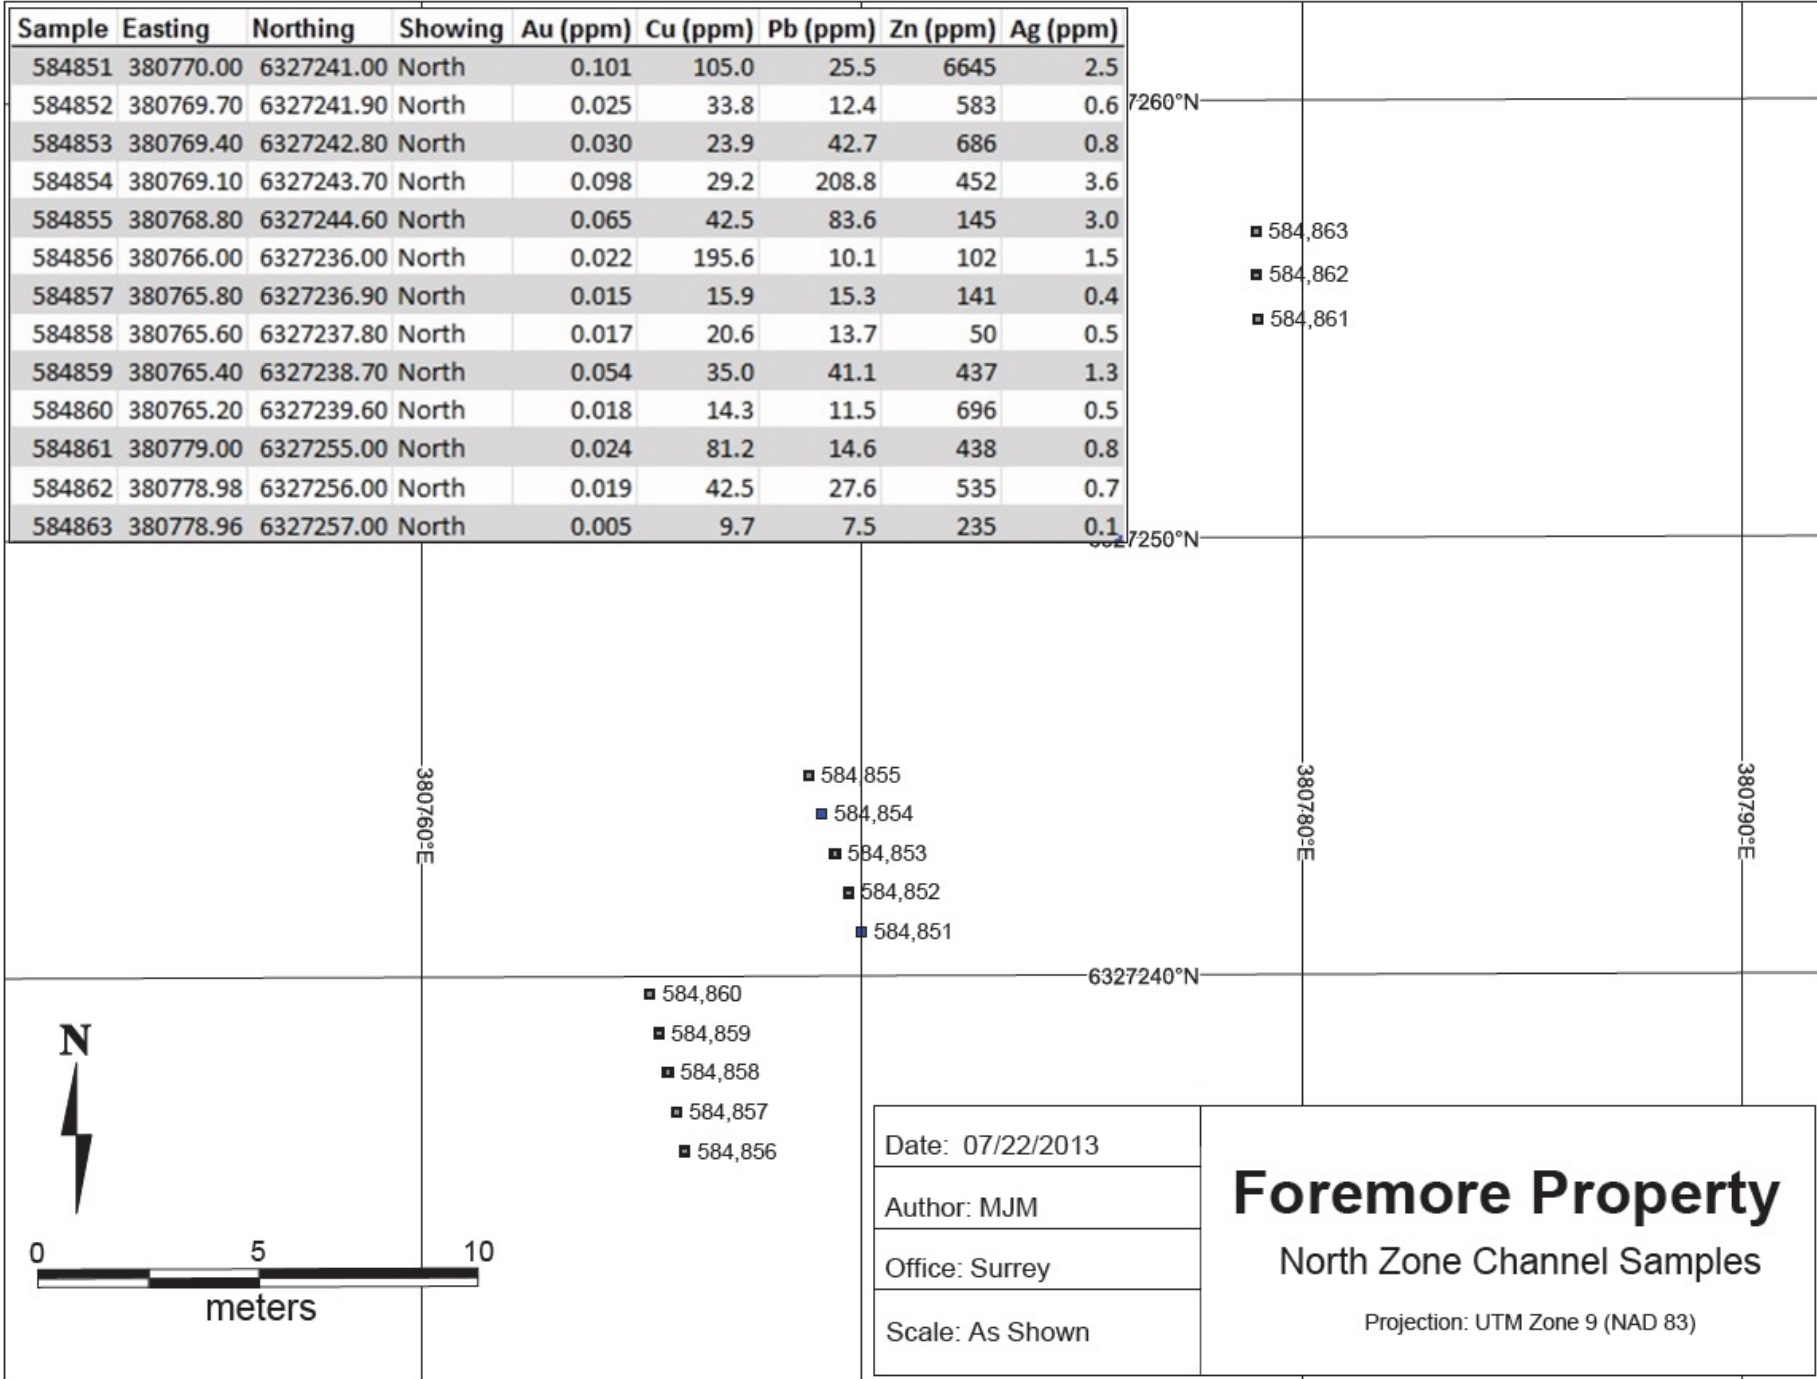 Sample Easting Northing Showing Au (ppm) Cu (ppm) Pb (ppm) Zn (ppm) Ag (ppm)
584851 380770.00 6327241.00 North 0.101 105.0 25.5 6645 2.5
584852 380769.70 6327241.90 North 0.025 33.8 12.4 583 0.6
584853 380769.40 6327242.80 North 0.030 23.9 42.7 686 0.8
584854 380769.10 6327243.70 North 0.098 29.2 208.8 452 3.6
584855 380768.80 6327244.60 North 0.065 42.5 83.6 145 3.0
584856 380766.00 6327236.00 North 0.022 195.6 10.1 102 1.5
584857 380765.80 6327236.90 North 0.015 15.9 15.3 141 0.4
584858 380765.60 6327237.80 North 0.017 20.6 13.7 50 0.5
584859 380765.40 6327238.70 North 0.054 35.0 41.1 437 1.3
584860 380765.20 6327239.60 North 0.018 14.3 11.5 696 0.5
584861 380779.00 6327255.00 North 0.024 81.2 14.6 438 0.8
584862 380778.98 6327256.00 North 0.019 42.5 27.6 535 0.7
584863 380778.96 6327257.00 North 0.005 9.7 7.5 235 0.1
7260°N
584,863
584,862
584,861
6327250°N
380760°E
380780°E
380790°E
584,855
584,854
584,853
584,852
584,851
6327240°N
584,860
584,859
584,858
584,857
584,856
N
0 5 10
meters
Date: 07/22/2013
Author: MJM
Office: Surrey
Scale: As Shown
Foremore Property
North Zone Channel Samples
Projection: UTM Zone 9 (NAD 83)